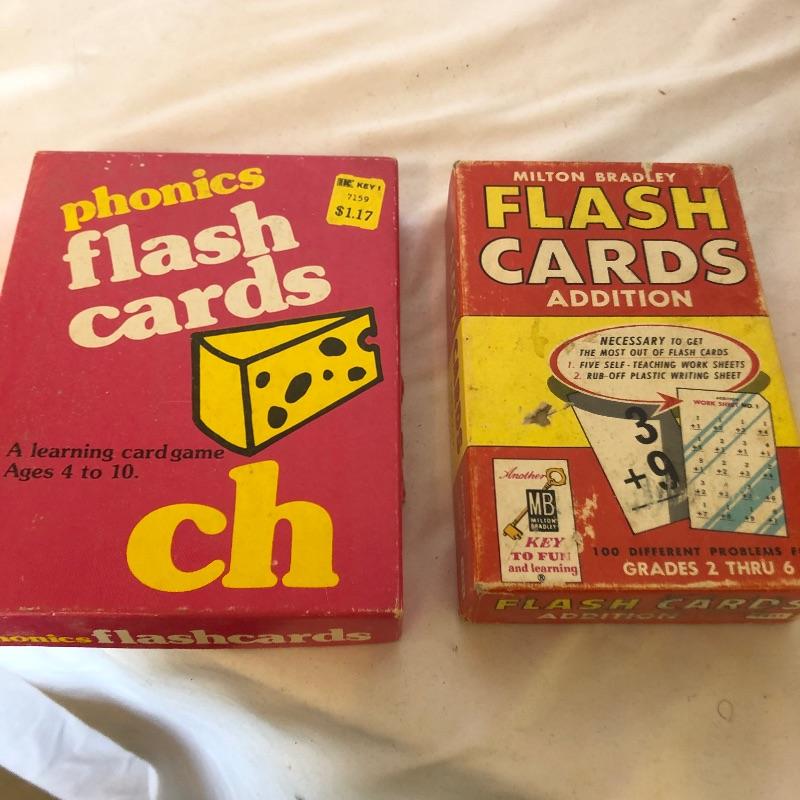 phonics
flash
cards
KEY
7159
$1.17
A learning card game
Ages 4 to 10.
ch
phonics flashcards
MILTON BRADLEY
FLASH
CARDS
ADDITION
NECESSARY TO GET
THE MOST OUT OF FLASH CARDS
1. FIVE SELF-TEACHING WORK SHEETS
2. RUB-OFF PLASTIC WRITING SHEET
3
+9
WORK SHEET NO. 1
Another
MB
MILTON
BRADLEY
KEY
TO FUN
and learning
®
100 DIFFERENT PROBLEMS
GRADES 2 THRU 6
FLASH CARDS
ADDITION